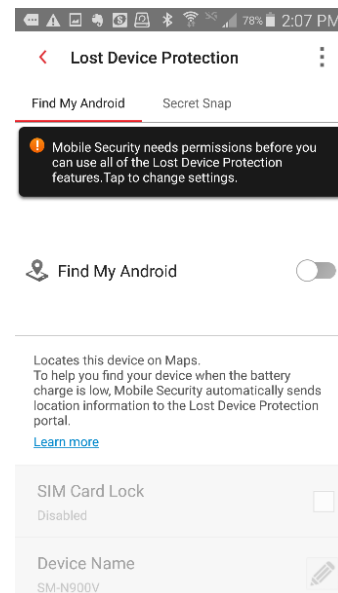 78% 2:07 PM
Lost Device Protection
Find My Android Secret Snap
Mobile Security needs permissions before you
can use all of the Lost Device Protection
features.Tap to change settings.
Find My Android
Locates this device on Maps.
To help you find your device when the battery
charge is low, Mobile Security automatically sends
location information to the Lost Device Protection
portal.
Learn more
SIM Card Lock
Disabled
Device Name
SM-N900V